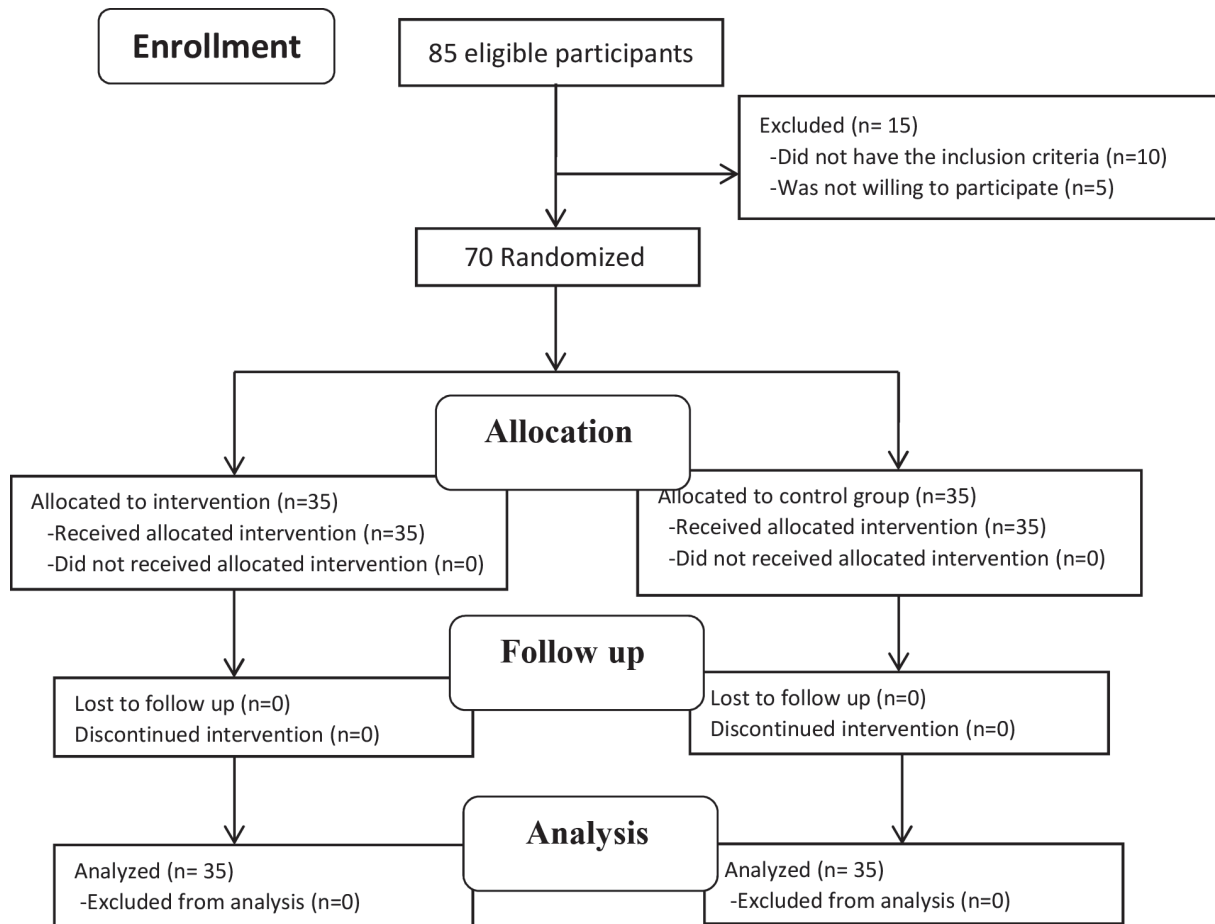 Enrollment
85 eligible participants
Excluded (n= 15)
-Did not have the inclusion criteria (n=10)
-Was not willing to participate (n=5)
70 Randomized
Allocation
Allocated to intervention (n=35)
-Received allocated intervention (n=35)
-Did not received allocated intervention (n=0)
Allocated to control group (n=35)
-Received allocated intervention (n=35)
-Did not received allocated intervention (n=0)
Follow up
Lost to follow up (n=0)
Discontinued intervention (n=0)
Lost to follow up (n=0)
Discontinued intervention (n=0)
Analysis
Analyzed (n= 35)
-Excluded from analysis (n=0)
Analyzed (n= 35)
-Excluded from analysis (n=0)